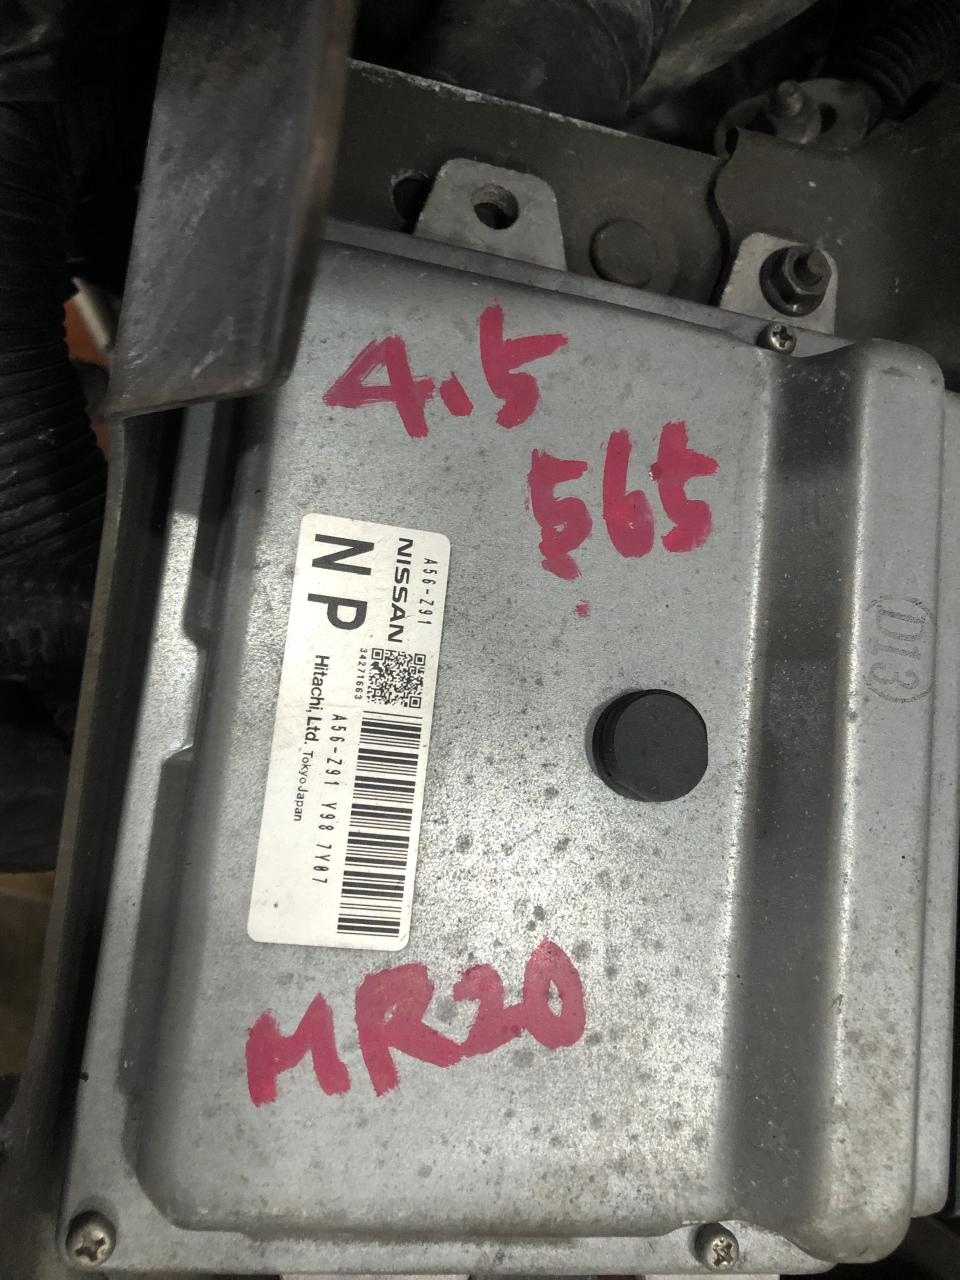 4.5
565
A56-Z91
NISSAN
NP
34271663
A56-Z91 Y98 7Y07
Hitachi,Ltd. Tokyo Japan
D13
MR20